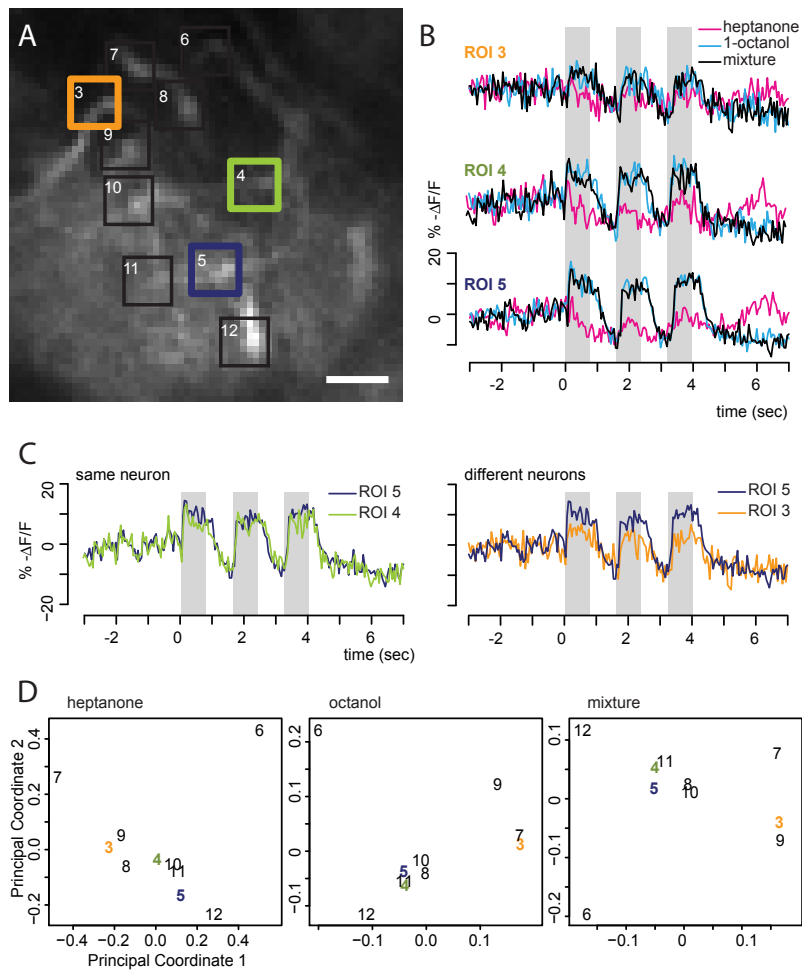 A
7
6
3
8
9
4
10
11
5
12
B
heptanone
1-octanol
mixture
ROI 3
ROI 4
ROI 5
% -ΔF/F
20
0
-2 0 2 4 6
time (sec)
C
same neuron
ROI 5
ROI 4
% -ΔF/F
20
0
−20
-2 0 2 4 6
time (sec)
different neurons
ROI 5
ROI 3
-2 0 2 4 6
time (sec)
D
heptanone
Principal Coordinate 2
0.4
0.2
0.0
−0.2
6
7
9
3
8
4
10
11
5
12
−0.4 −0.2 0.0 0.2 0.4
Principal Coordinate 1
octanol
0.2
0.1
0
−0.1
6
9
7
3
10
5
8
11
4
12
−0.1 0.0 0.1
mixture
0.1
0
−0.1
−0.2
12
7
11
4
8
5
10
3
9
6
−0.1 0.0 0.1